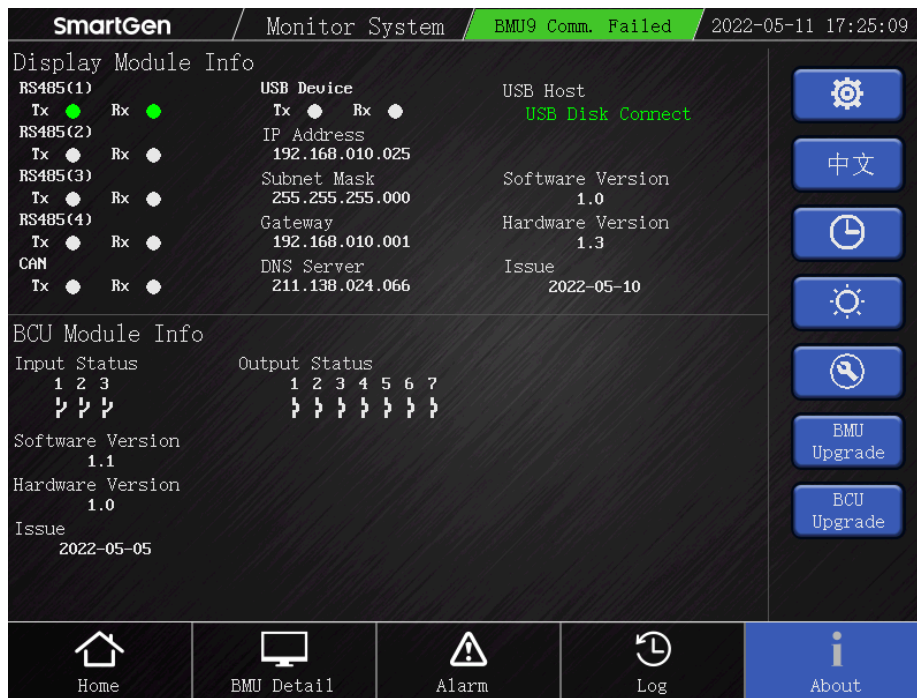 SmartGen
Monitor System
BMU9 Comm. Failed
2022-05-11 17:25:09
Display Module Info
RS485(1)
Tx Rx
RS485(2)
Tx Rx
RS485(3)
Tx Rx
RS485(4)
Tx Rx
CAN
Tx Rx
USB Device
Tx Rx
IP Address
192.168.010.025
Subnet Mask
255.255.255.000
Gateway
192.168.010.001
DNS Server
211.138.024.066
USB Host
USB Disk Connect
Software Version
1.0
Hardware Version
1.3
Issue
2022-05-10
BCU Module Info
Input Status
1 2 3
Output Status
1 2 3 4 5 6 7
Software Version
1.1
Hardware Version
1.0
Issue
2022-05-05
中文
BMU
Upgrade
BCU
Upgrade
Home
BMU Detail
Alarm
Log
About